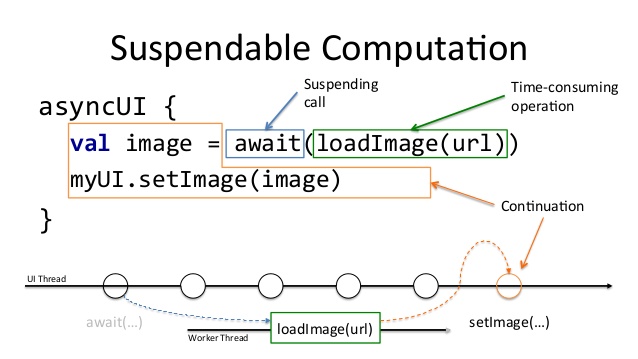 Suspendable Computation
Suspending
call
Time-consuming
operation
asyncUI {
val image = await(loadImage(url))
myUI.setImage(image)
}
Continuation
UI Thread
await(…)
loadImage(url)
setImage(…)
Worker Thread